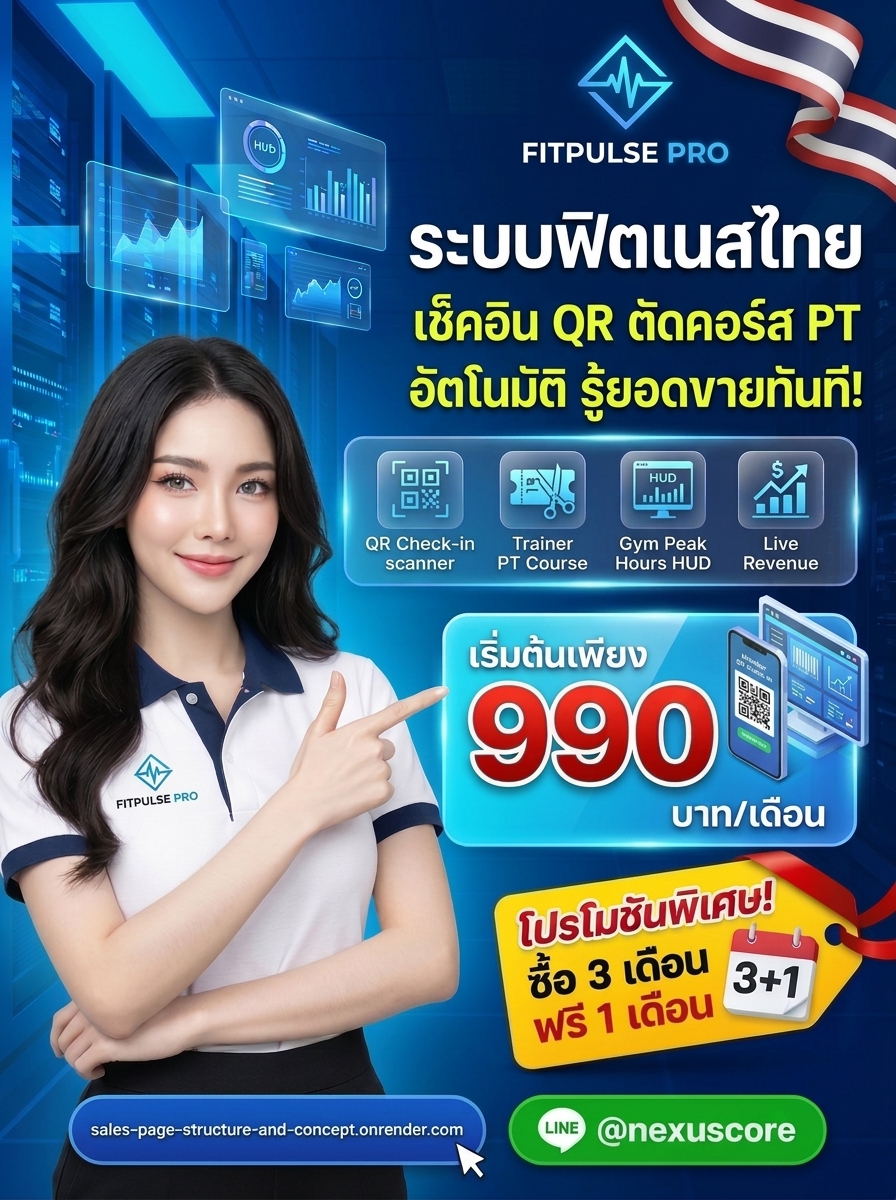 FITPULSE PRO
ระบบฟิตเนสไทย
เช็คอิน QR ตัดคอร์ส PT
อัตโนมัติ รู้ยอดขายทันที!
HUD
QR Check-in
scanner
Trainer
PT Course
Gym Peak
Hours HUD
Live
Revenue
เริ่มต้นเพียง
990
บาท/เดือน
FITPULSE PRO
โปรโมชันพิเศษ!
ซื้อ 3 เดือน
ฟรี 1 เดือน
3+1
sales-page-structure-and-concept.onrender.com
LINE
@nexuscore